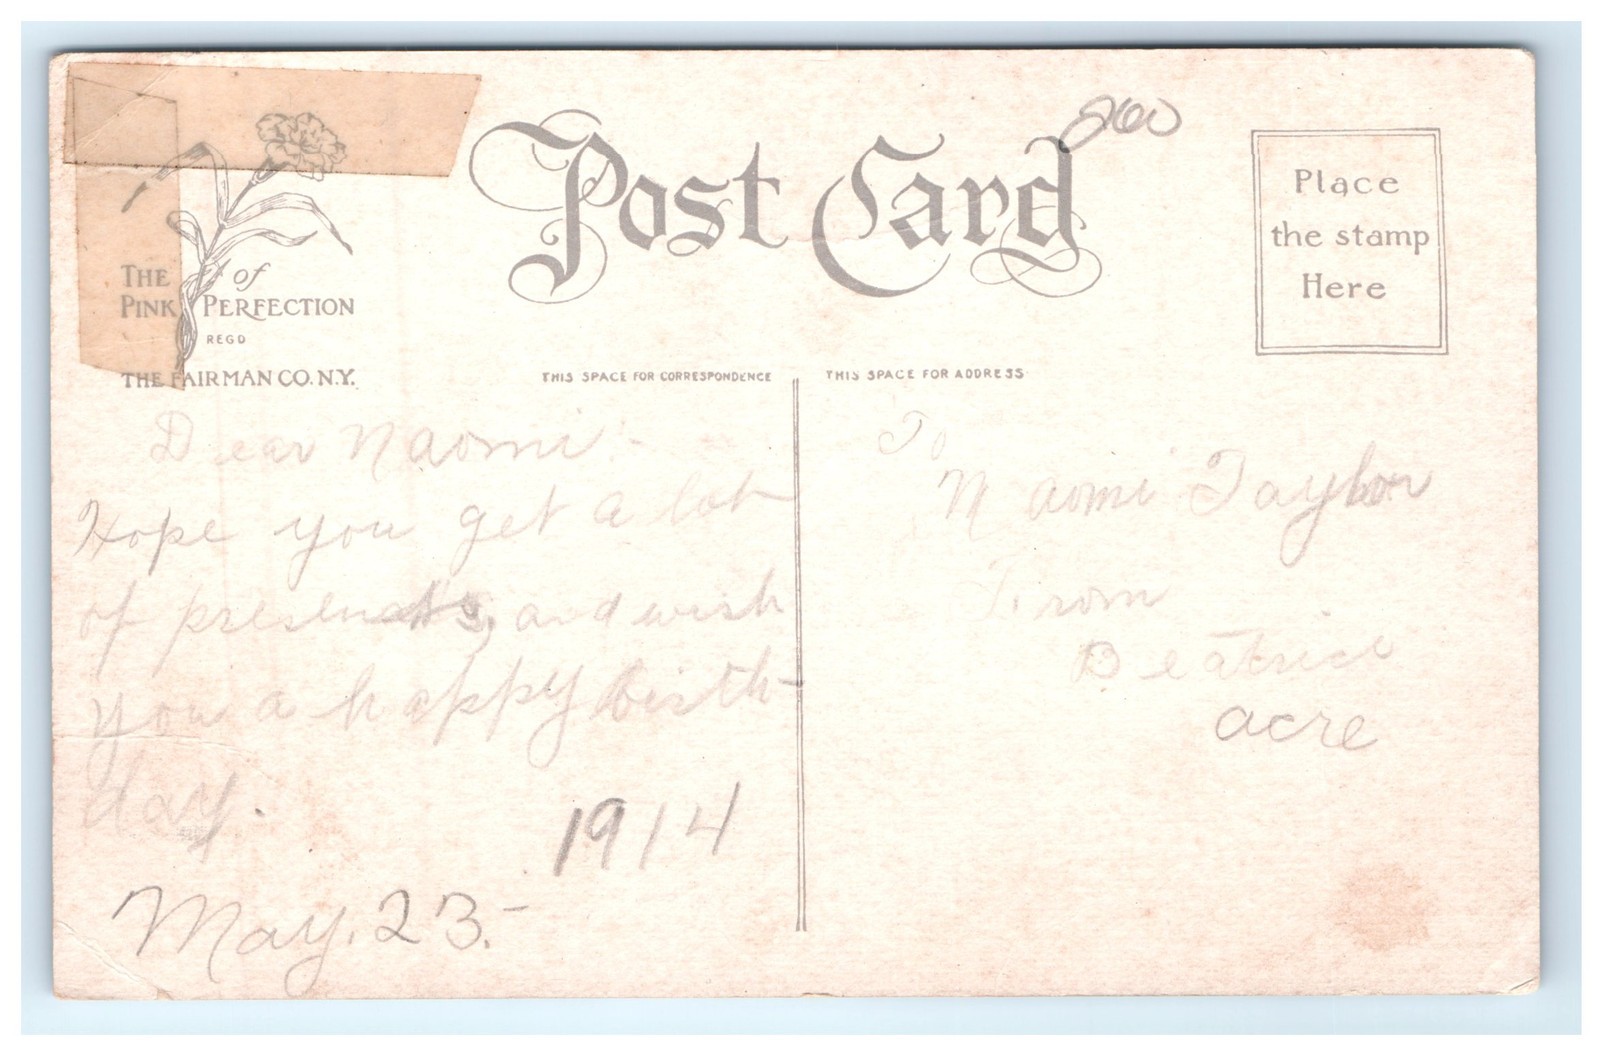 Post Card
200
Place
the stamp
Here
THE of
PINK PERFECTION
REGD
THE FAIRMAN CO. N.Y.
THIS SPACE FOR CORRESPONDENCE
THIS SPACE FOR ADDRESS
Dear Naomi:-
Hope you get a lot
of presents, and wish
you a happy birth-
day.
1914
May. 23.-
To
Naomi Taylor
From
Beatrice
acre